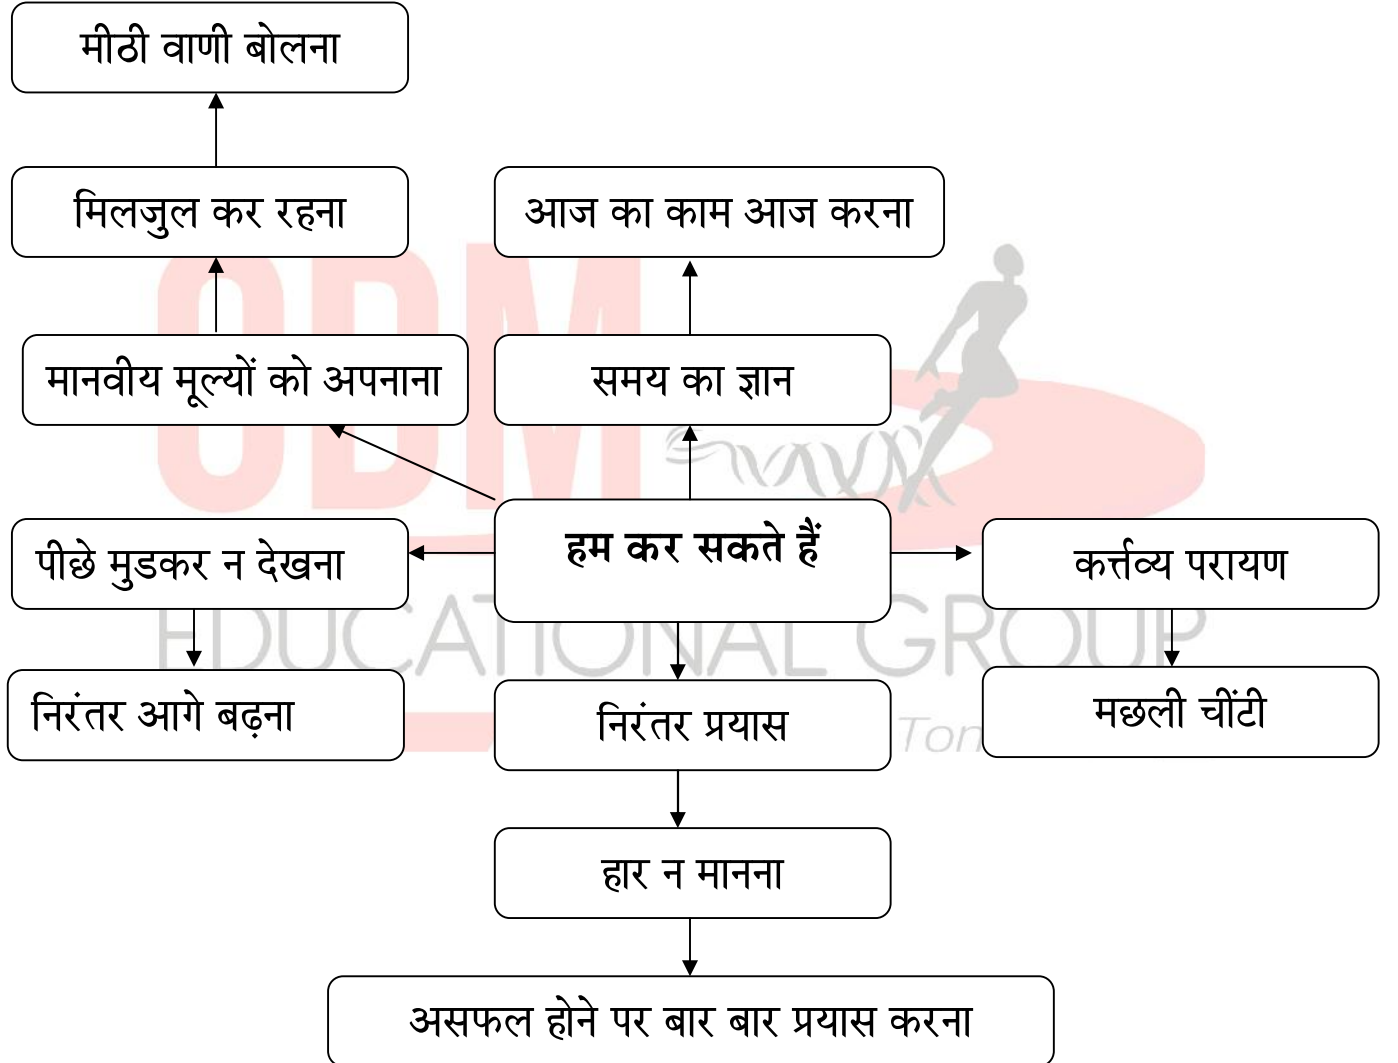 मीठी वाणी बोलना
मिलजुल कर रहना
आज का काम आज करना
मानवीय मूल्यों को अपनाना
समय का ज्ञान
ODM
पीछे मुडकर न देखना
हम कर सकते हैं
कर्त्तव्य परायण
EDUCATIONAL GROUP
निरंतर आगे बढ़ना
निरंतर प्रयास
मछली चींटी
हार न मानना
असफल होने पर बार बार प्रयास करना